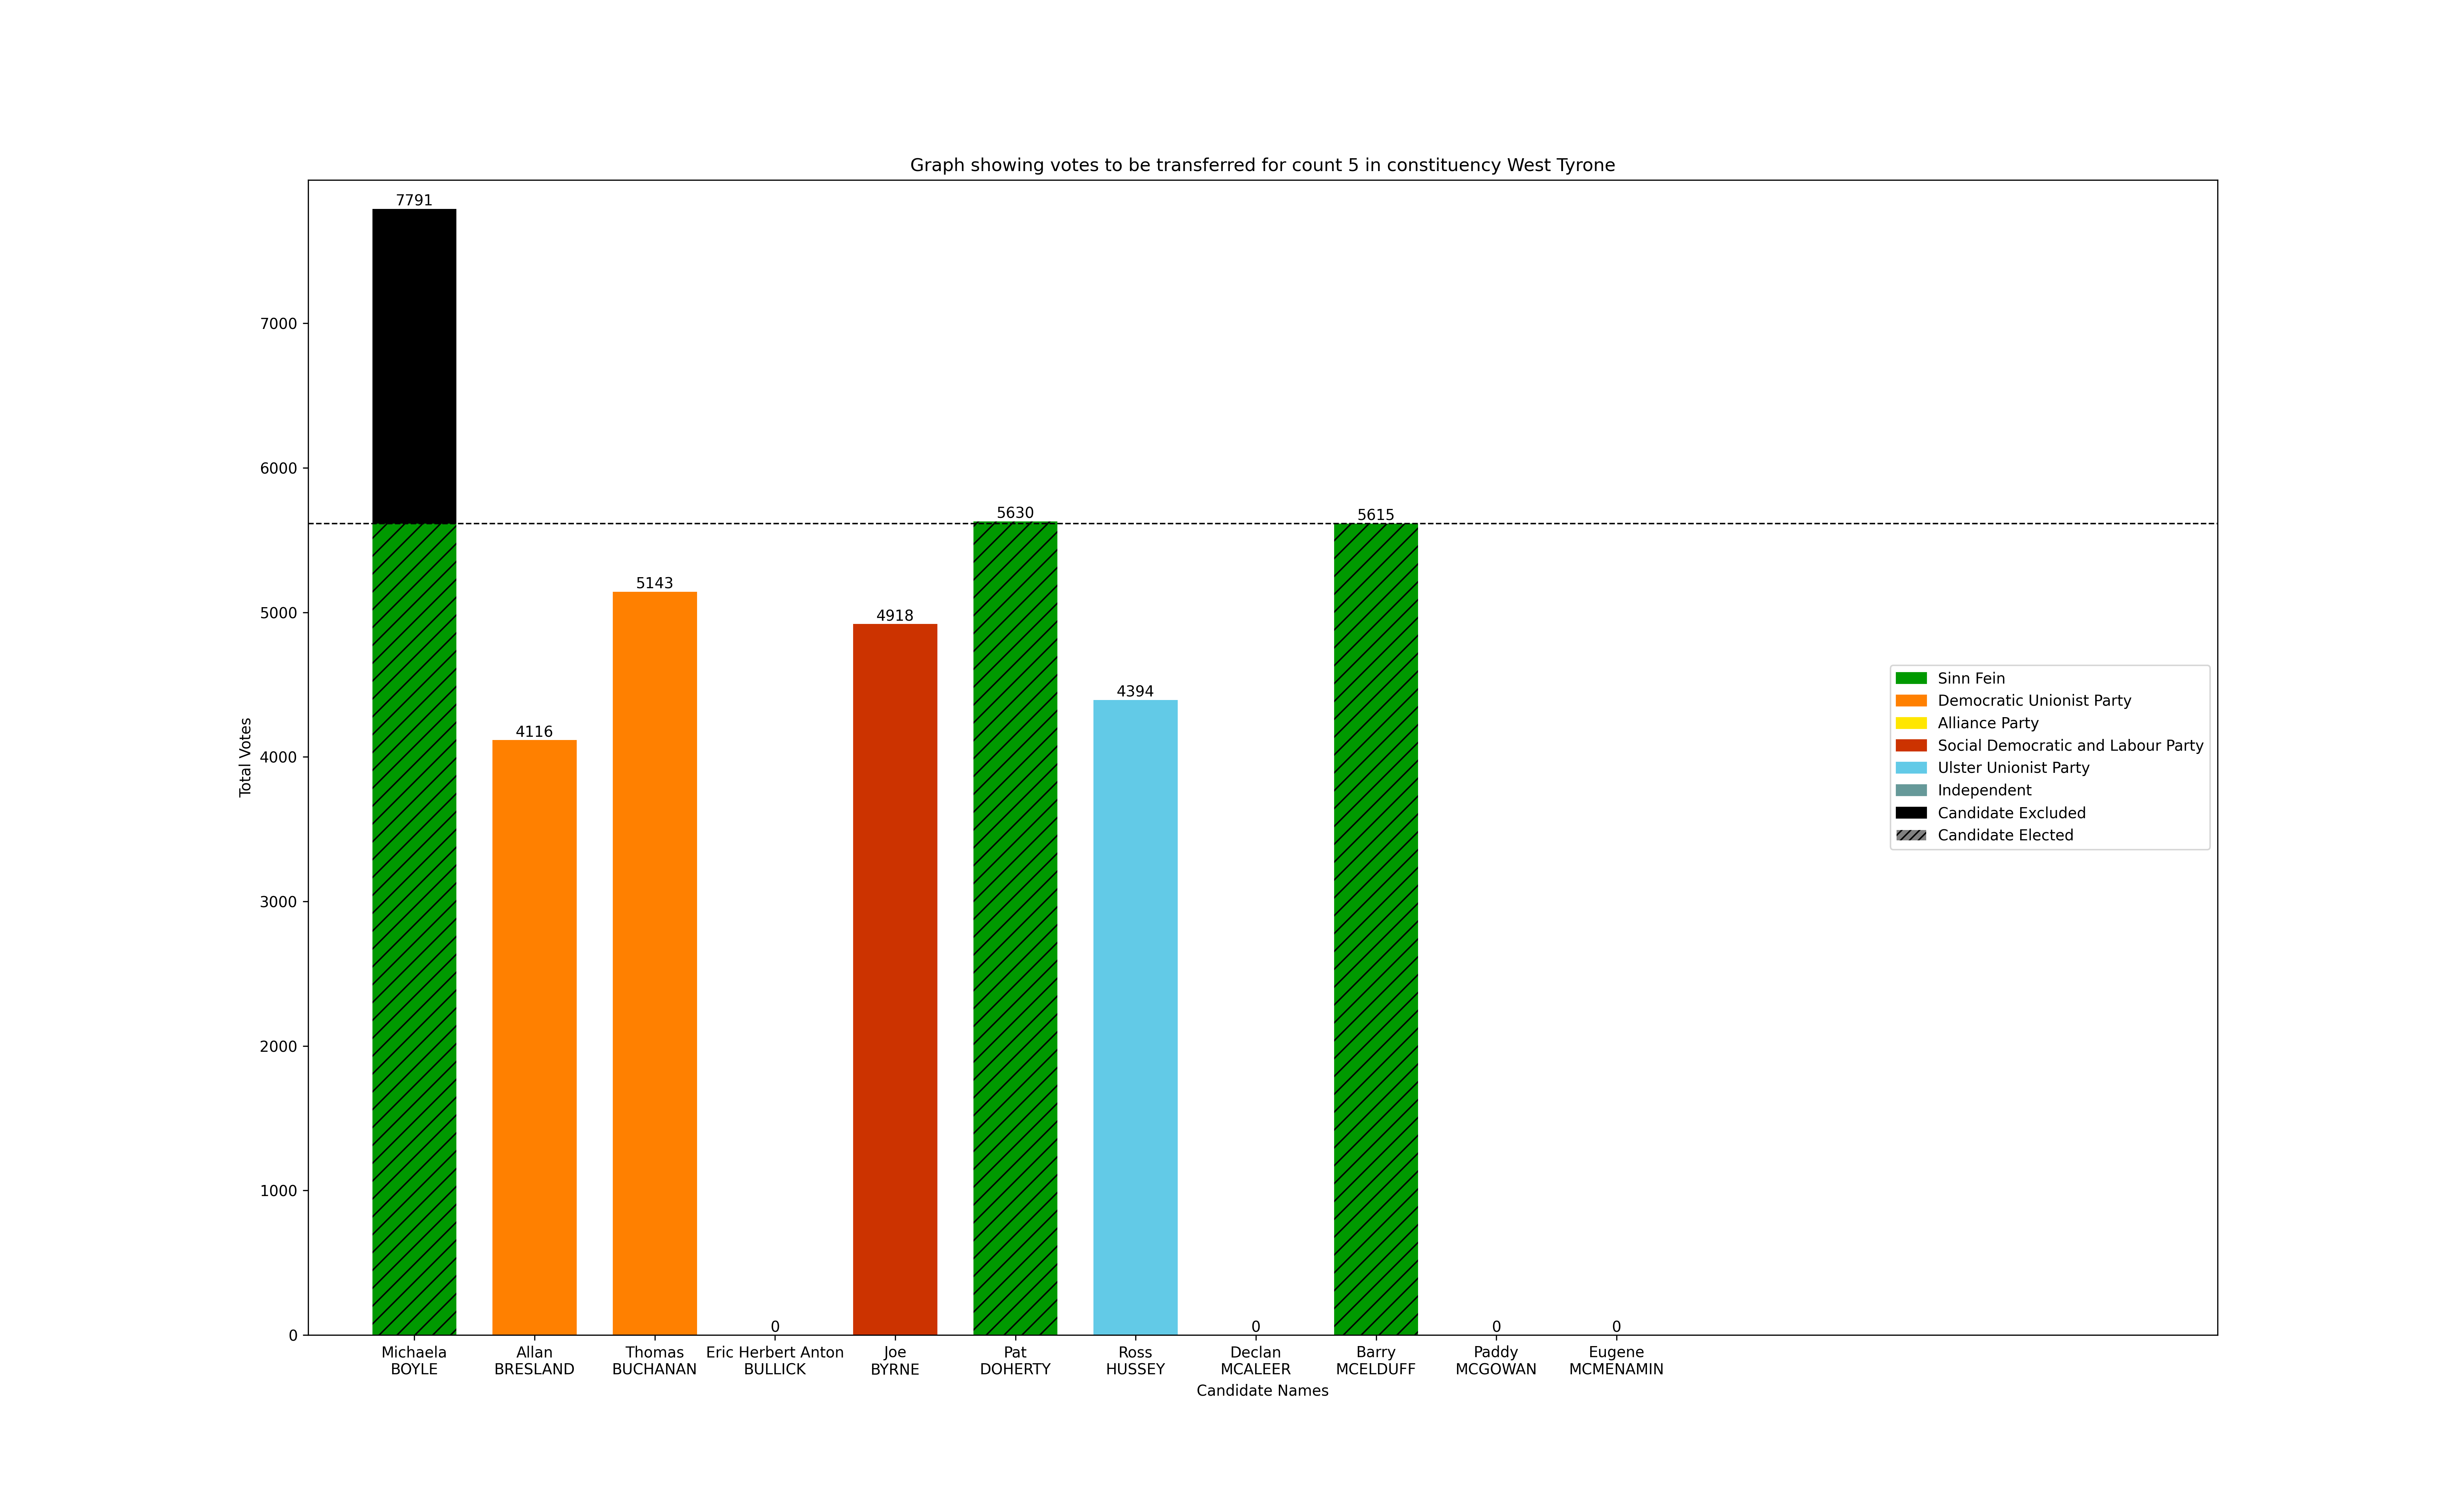 Graph showing votes to be transferred for count 5 in constituency West Tyrone
7791
7000
6000
5630
5615
5143
5000
4918
4394
4116
4000
3000
2000
1000
0
0
0
0
0
Total Votes
Sinn Fein
Democratic Unionist Party
Alliance Party
Social Democratic and Labour Party
Ulster Unionist Party
Independent
Candidate Excluded
Candidate Elected
Michaela
BOYLE
Allan
BRESLAND
Thomas
BUCHANAN
Eric Herbert Anton
BULLICK
Joe
BYRNE
Pat
DOHERTY
Ross
HUSSEY
Declan
MCALEER
Barry
MCELDUFF
Paddy
MCGOWAN
Eugene
MCMENAMIN
Candidate Names